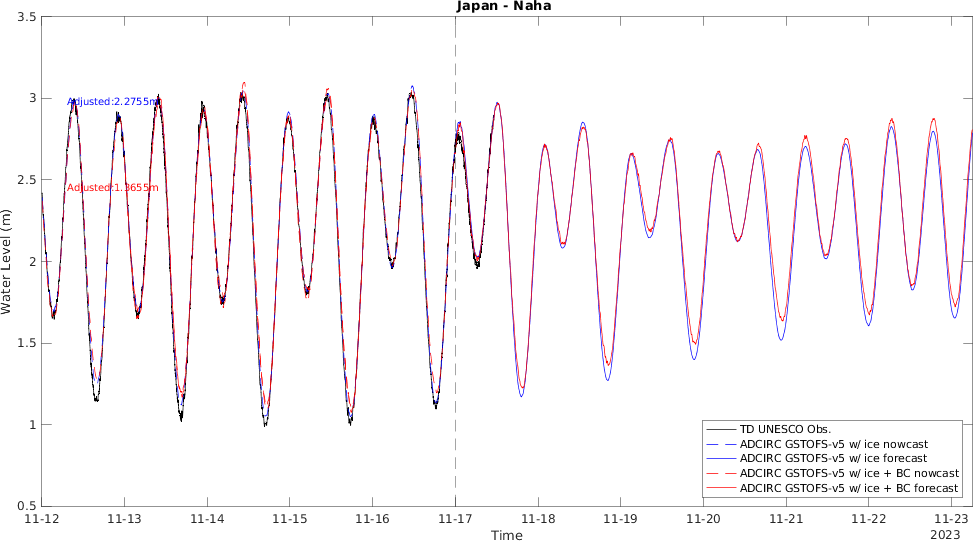 Japan - Naha
3.5
3
2.5
2
1.5
1
0.5
Water Level (m)
Adjusted:2.2755m
Adjusted:1.3655m
TD UNESCO Obs.
ADCIRC GSTOFS-v5 w/ ice nowcast
ADCIRC GSTOFS-v5 w/ ice forecast
ADCIRC GSTOFS-v5 w/ ice + BC nowcast
ADCIRC GSTOFS-v5 w/ ice + BC forecast
11-12 11-13 11-14 11-15 11-16 11-17 11-18 11-19 11-20 11-21 11-22 11-23
2023
Time